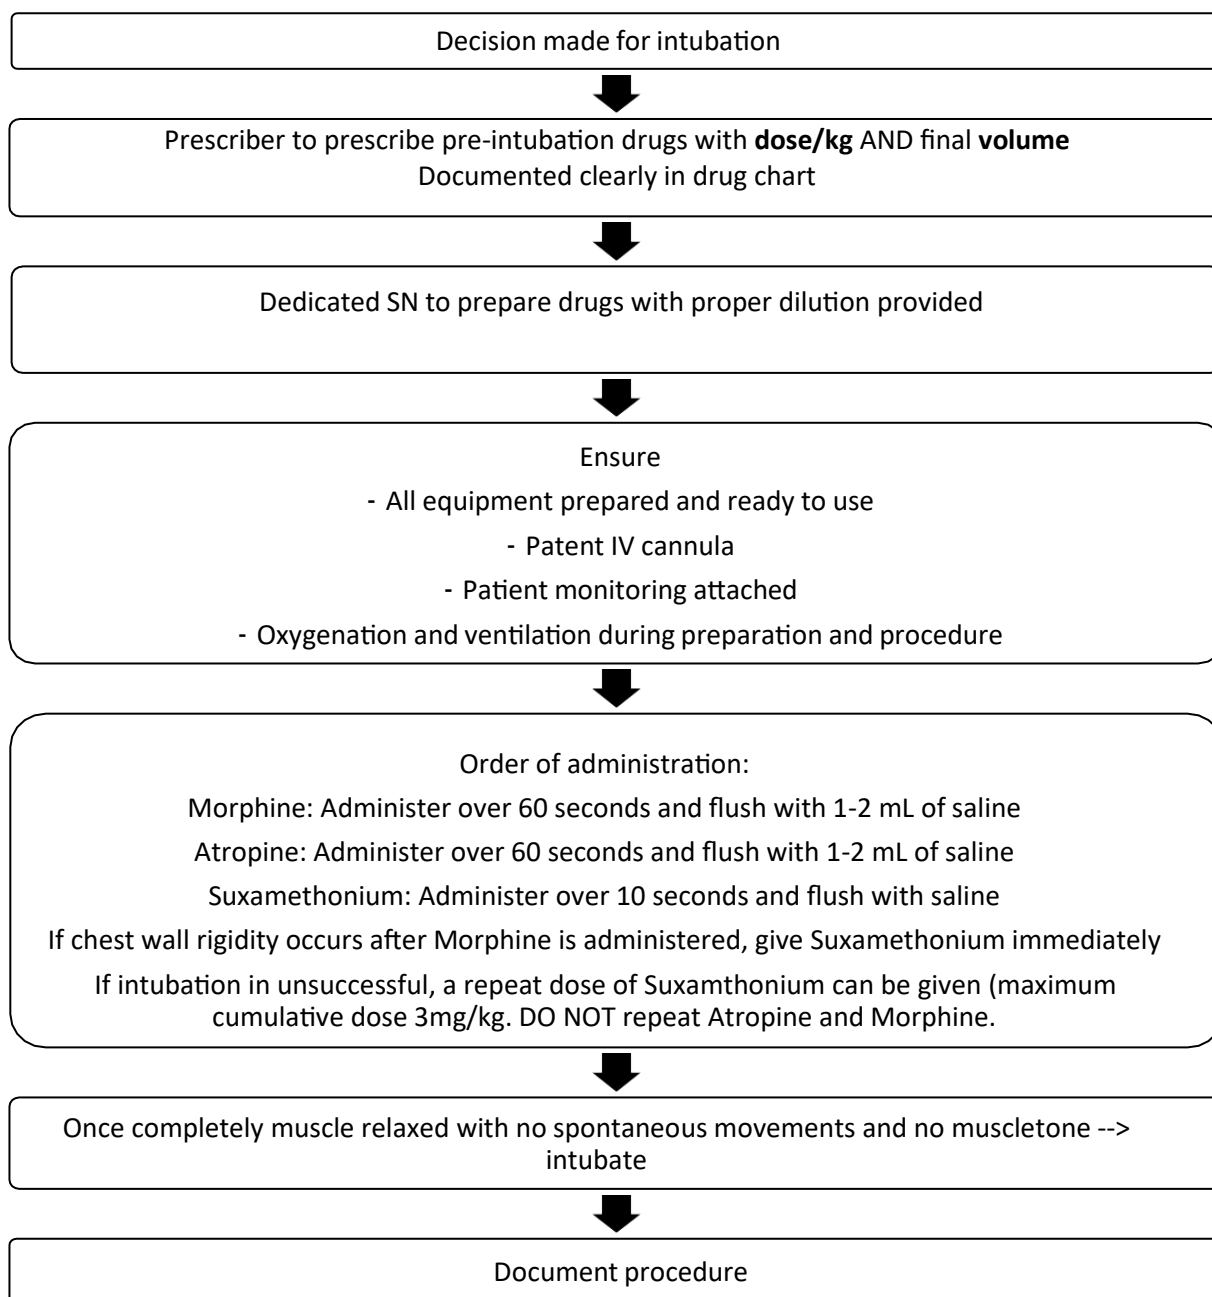 Decision made for intubation
Prescriber to prescribe pre-intubation drugs with dose/kg AND final volume
Documented clearly in drug chart
Dedicated SN to prepare drugs with proper dilution provided
Ensure
- All equipment prepared and ready to use
- Patent IV cannula
- Patient monitoring attached
- Oxygenation and ventilation during preparation and procedure
Order of administration:
Morphine: Administer over 60 seconds and flush with 1-2 mL of saline
Atropine: Administer over 60 seconds and flush with 1-2 mL of saline
Suxamethonium: Administer over 10 seconds and flush with saline
If chest wall rigidity occurs after Morphine is administered, give Suxamethonium immediately
If intubation in unsuccessful, a repeat dose of Suxamthonium can be given (maximum
cumulative dose 3mg/kg. DO NOT repeat Atropine and Morphine.
Once completely muscle relaxed with no spontaneous movements and no muscletone -->
intubate
Document procedure